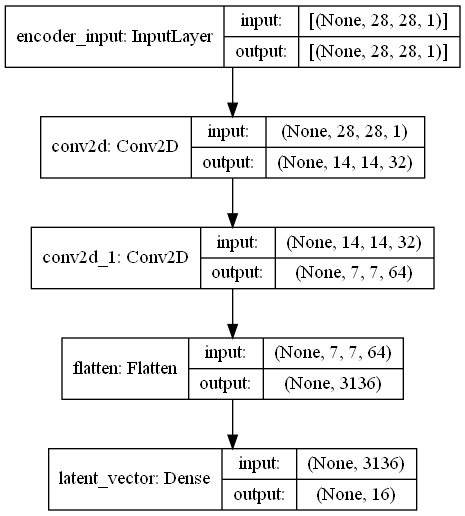 encoder_input: InputLayer
input: [(None, 28, 28, 1)]
output: [(None, 28, 28, 1)]
conv2d: Conv2D
input: (None, 28, 28, 1)
output: (None, 14, 14, 32)
conv2d_1: Conv2D
input: (None, 14, 14, 32)
output: (None, 7, 7, 64)
flatten: Flatten
input: (None, 7, 7, 64)
output: (None, 3136)
latent_vector: Dense
input: (None, 3136)
output: (None, 16)